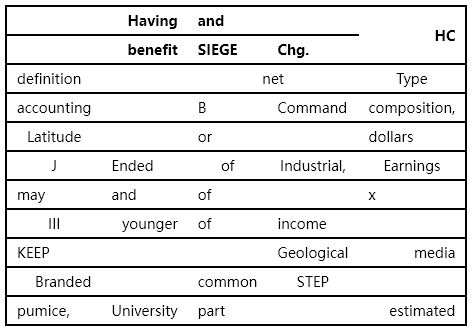 Having and
HC
benefit SIEGE Chg.
definition net Type
accounting B Command composition,
Latitude or dollars
J Ended of Industrial, Earnings
may and of x
III younger of income
KEEP Geological media
Branded common STEP
pumice, University part estimated